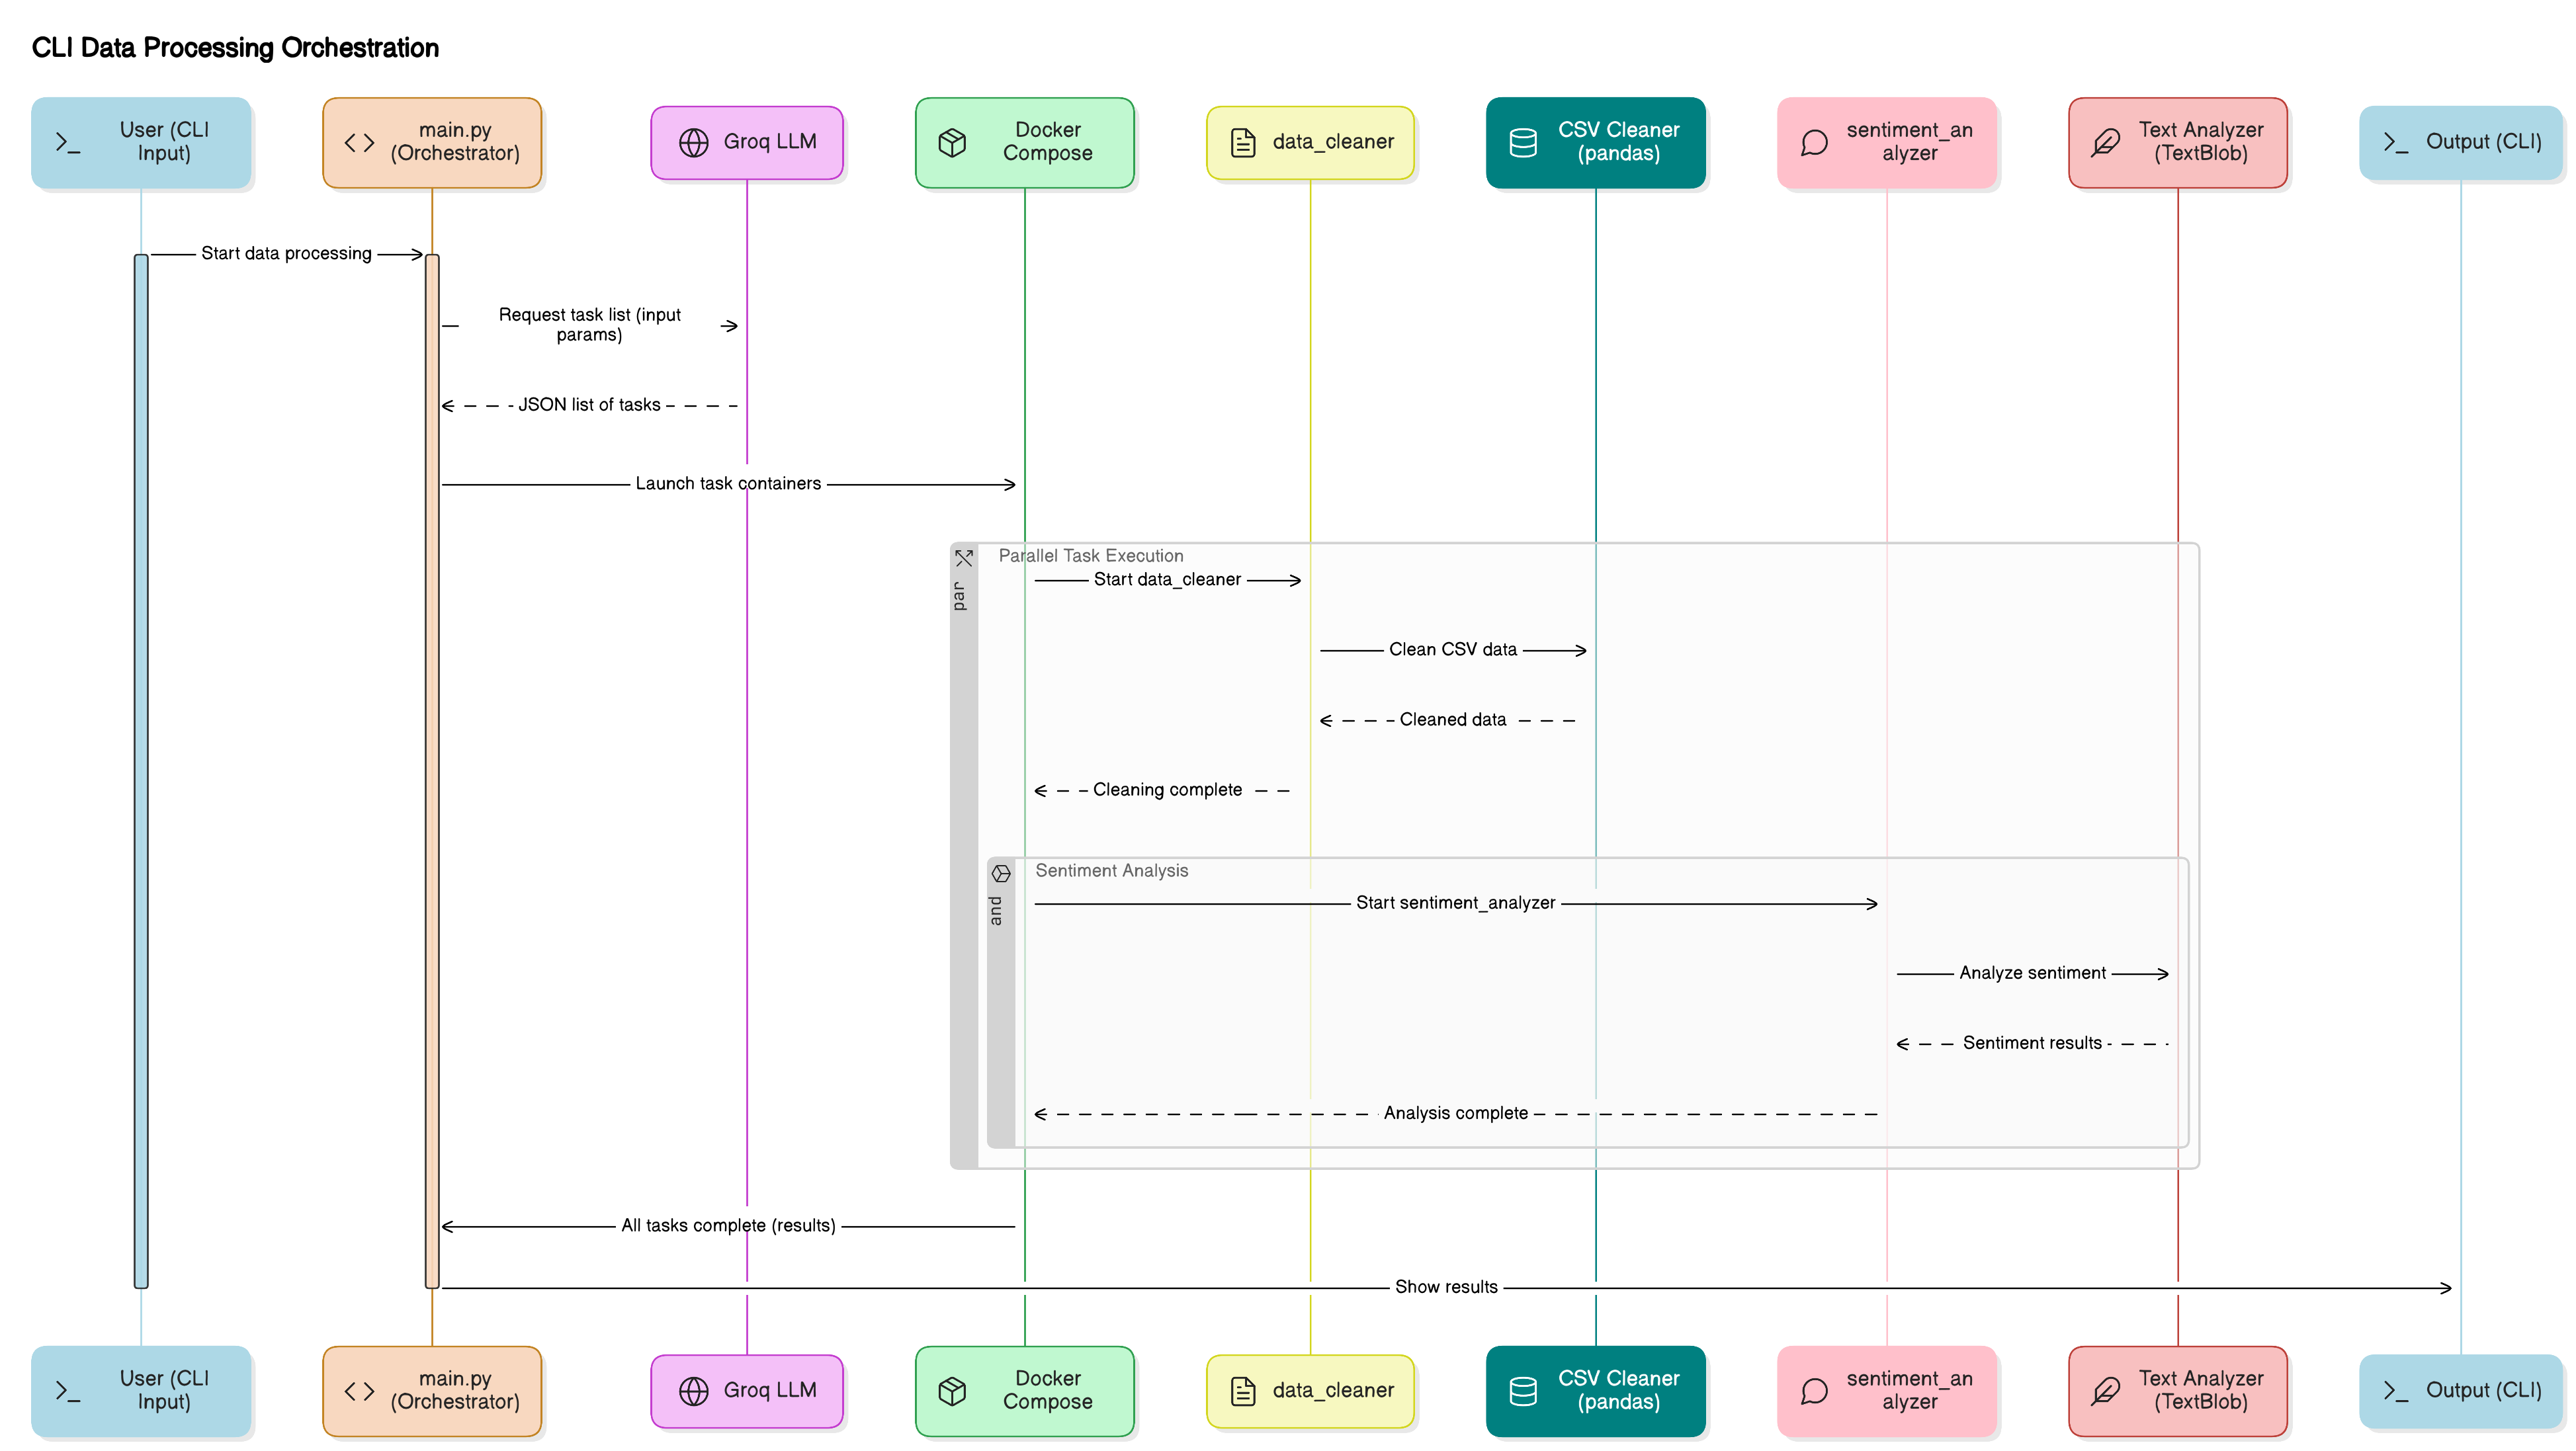 CLI Data Processing Orchestration
User (CLI
Input)
main.py
(Orchestrator)
Groq LLM
Docker
Compose
data_cleaner
CSV Cleaner
(pandas)
sentiment_an
alyzer
Text Analyzer
(TextBlob)
Output (CLI)
Start data processing
Request task list (input
params)
JSON list of tasks
Launch task containers
par
Parallel Task Execution
Start data_cleaner
Clean CSV data
Cleaned data
Cleaning complete
and
Sentiment Analysis
Start sentiment_analyzer
Analyze sentiment
Sentiment results
Analysis complete
All tasks complete (results)
Show results
User (CLI
Input)
main.py
(Orchestrator)
Groq LLM
Docker
Compose
data_cleaner
CSV Cleaner
(pandas)
sentiment_an
alyzer
Text Analyzer
(TextBlob)
Output (CLI)